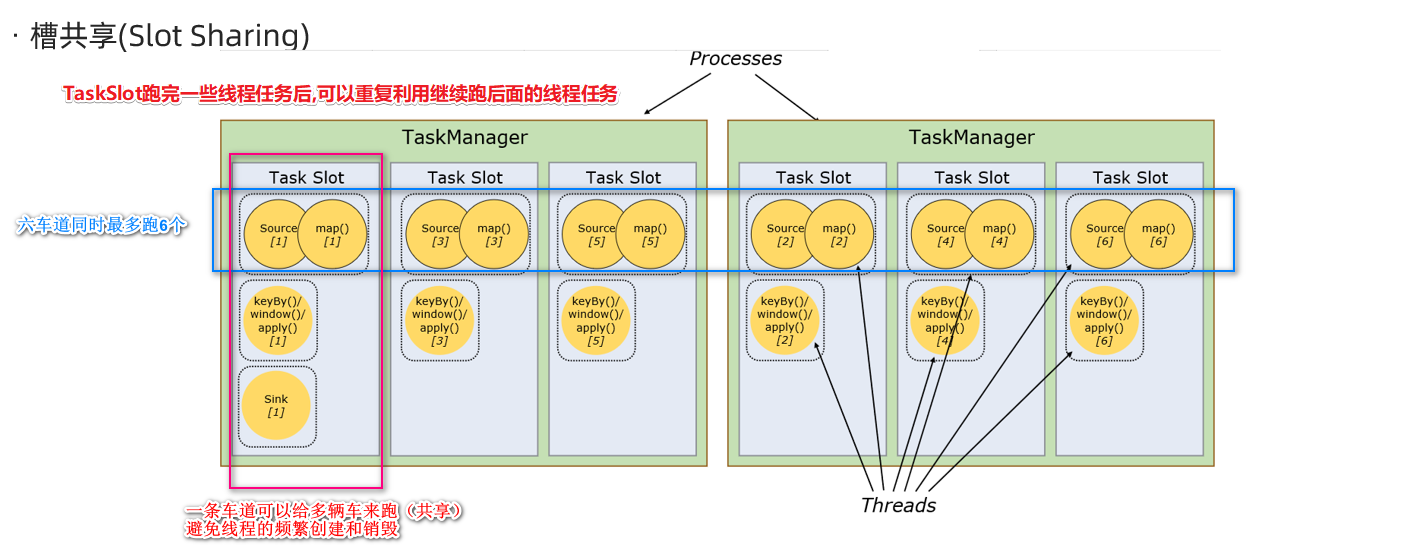 · 槽共享(Slot Sharing)
Processes
TaskSlot跑完一些线程任务后,可以重复利用继续跑后面的线程任务
TaskManager
TaskManager
Task Slot
Task Slot
Task Slot
Task Slot
Task Slot
Task Slot
六车道同时最多跑6个
Source
[1]
map()
[1]
Source
[3]
map()
[3]
Source
[5]
map()
[5]
Source
[2]
map()
[2]
Source
[4]
map()
[4]
Source
[6]
map()
[6]
keyBy()/
window()/
apply()
[1]
keyBy()/
window()/
apply()
[3]
keyBy()/
window()/
apply()
[5]
keyBy()/
window()/
apply()
[2]
keyBy()/
window()/
apply()
[4]
keyBy()/
window()/
apply()
[6]
Sink
[1]
Threads
一条车道可以给多辆车来跑（共享）
避免线程的频繁创建和销毁